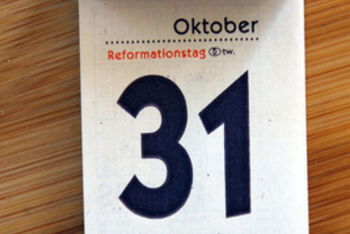 Oktober
Reformationstag Ⓢ tw.
31